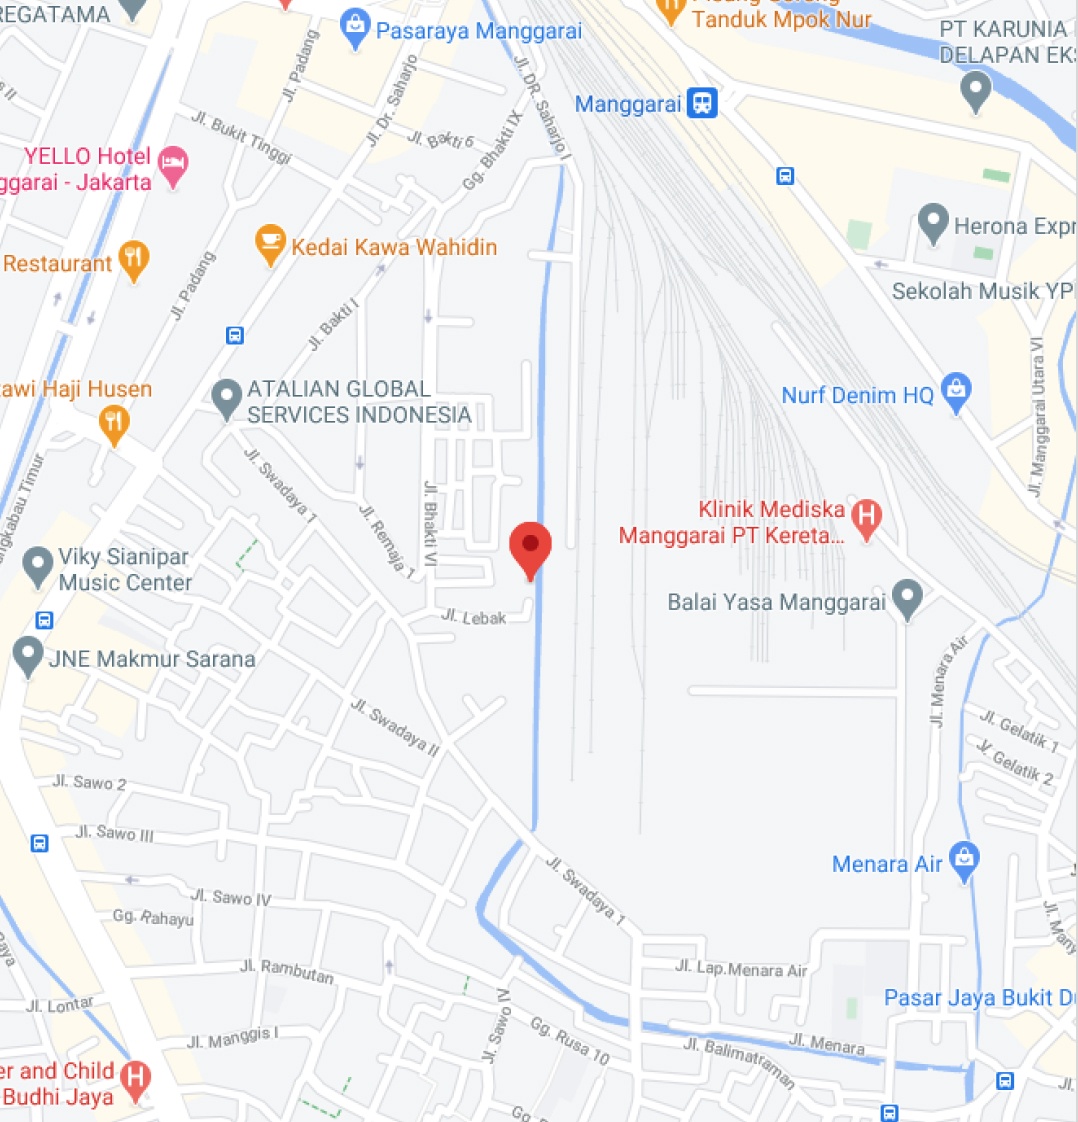 REGATAMA
Pasaraya Manggarai
Tanduk Mpok Nur
PT KARUNIA
DELAPAN EKS
Jl. Padang
Jl. DR. Saharjo I
Manggarai
Jl. Dr. Saharjo
Jl. Bukit Tinggi
Jl. Bakti 6
Gg. Bhakti IX
YELLO Hotel
ggarai - Jakarta
Herona Expr
Kedai Kawa Wahidin
Restaurant
Jl. Padang
Sekolah Musik YP
Jl. Bakti I
Jl. Manggarai Utara VI
awi Haji Husen
ATALIAN GLOBAL
SERVICES INDONESIA
Nurf Denim HQ
Jl. Swadaya 1
ngkabau Timur
Jl. Bhakti VI
Jl. Remaja 1
Klinik Mediska
Manggarai PT Kereta...
Viky Sianipar
Music Center
Balai Yasa Manggarai
Jl. Lebak
JNE Makmur Sarana
Jl. Menara Air
Jl. Swadaya II
Jl. Gelatik 1
Jl. Gelatik 2
Jl. Sawo 2
Jl. Sawo III
Menara Air
Jl. Swadaya 1
Jl. Sawo IV
Gg. Rahayu
Jl. Many
Jl. Rambutan
Jl. Lap.Menara Air
Jl. Lontar
Pasar Jaya Bukit D
Jl. Sawo IV
Gg. Rusa 10
Jl. Manggis I
Jl. Menara
Jl. Balimatraman
er and Child
Budhi Jaya
Jl.
Gg.